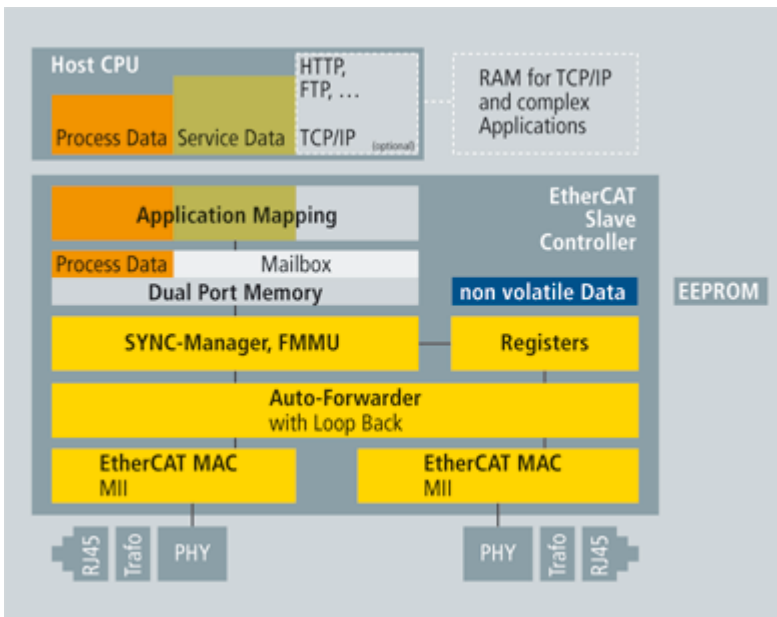 Host CPU
HTTP,
FTP, ...
Process Data
Service Data
TCP/IP
(optional)
RAM for TCP/IP
and complex
Applications
EtherCAT
Slave
Controller
Application Mapping
Process Data
Mailbox
Dual Port Memory
non volatile Data
EEPROM
SYNC-Manager, FMMU
Registers
Auto-Forwarder
with Loop Back
EtherCAT MAC
MII
EtherCAT MAC
MII
RJ45
Trafo
PHY
PHY
Trafo
RJ45